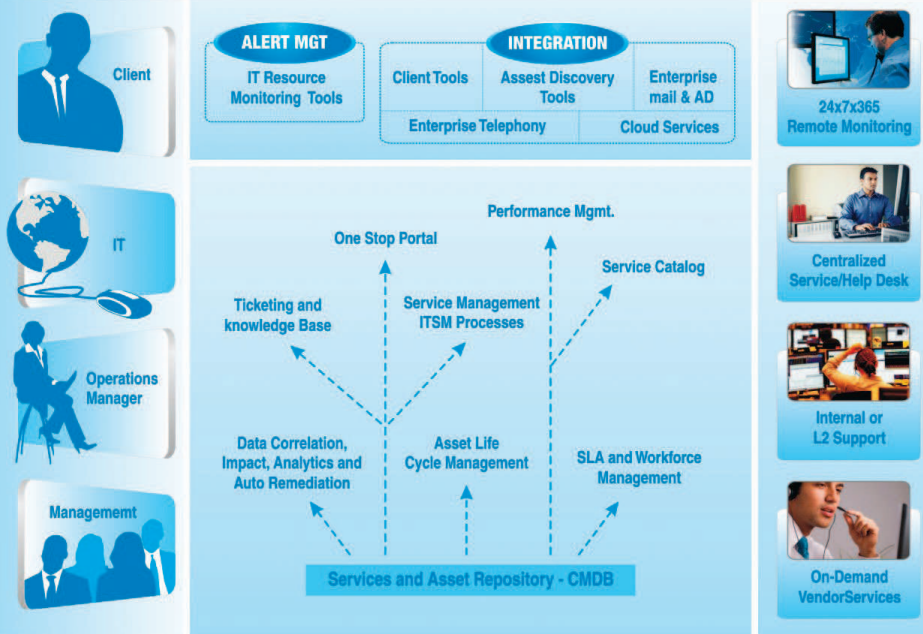 Client
IT
Operations
Manager
Managememt
ALERT MGT
IT Resource
Monitoring Tools
INTEGRATION
Client Tools
Assest Discovery
Tools
Enterprise
mail & AD
Enterprise Telephony
Cloud Services
Performance Mgmt.
One Stop Portal
Service Catalog
Ticketing and
knowledge Base
Service Management
ITSM Processes
Data Correlation,
Impact, Analytics and
Auto Remediation
Asset Life
Cycle Management
SLA and Workforce
Management
Services and Asset Repository - CMDB
24x7x365
Remote Monitoring
Centralized
Service/Help Desk
Internal or
L2 Support
On-Demand
VendorServices